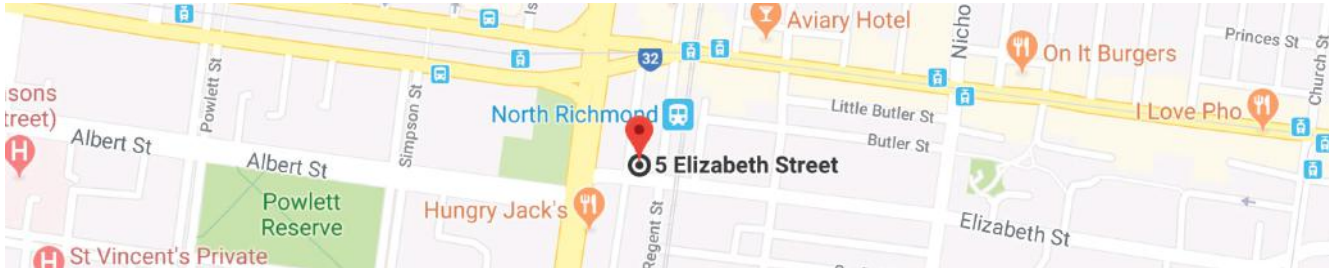 Aviary Hotel
Nicho
Princes St
Church St
On It Burgers
32
Powlett St
Simpson St
sons
treet)
North Richmond
Little Butler St
I Love Pho
H
Albert St
Albert St
Butler St
5 Elizabeth Street
Powlett
Reserve
Hungry Jack's
Regent St
Elizabeth St
H
St Vincent's Private